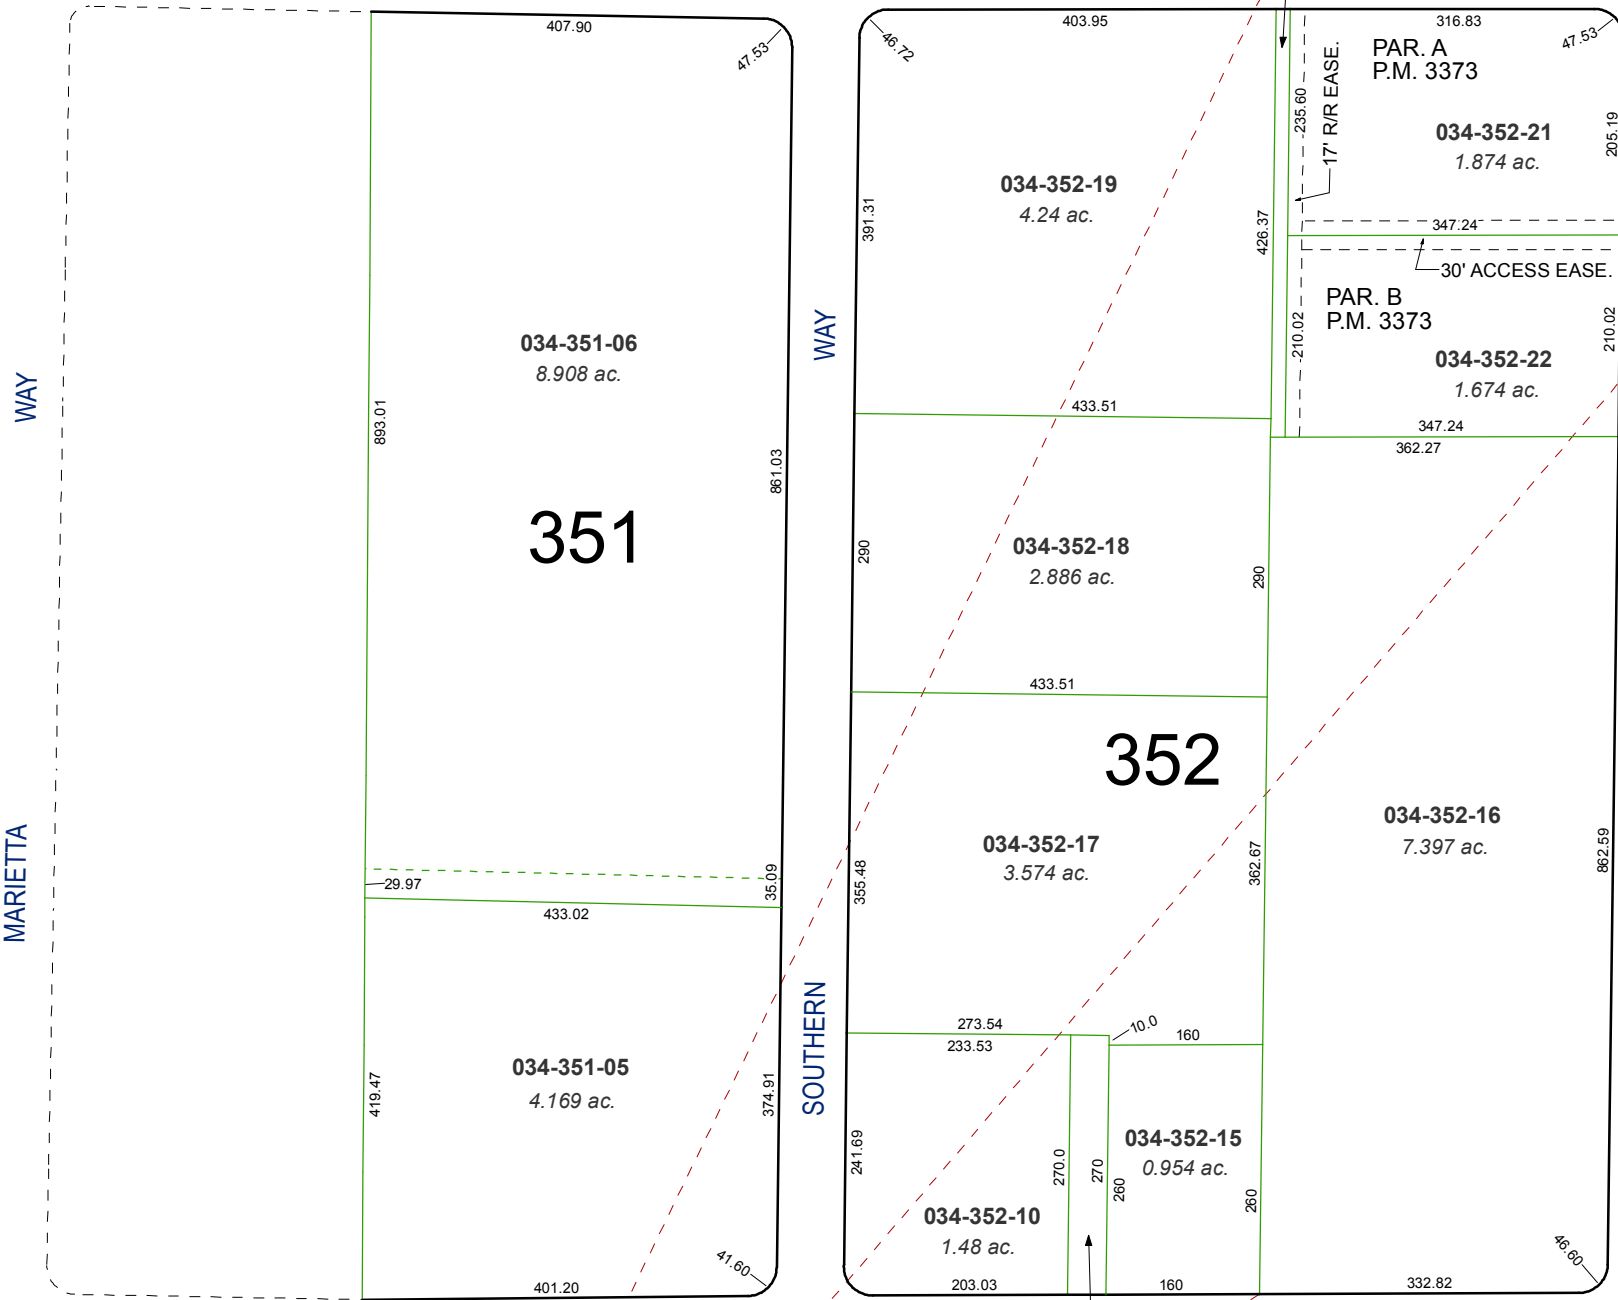 407.90
47.53
403.95
46.72
316.83
47.53
PAR. A
P.M. 3373
235.60
17' R/R EASE.
034-352-21
1.874 ac.
205.19
034-352-19
4.24 ac.
391.31
426.37
347.24
30' ACCESS EASE.
PAR. B
P.M. 3373
210.02
210.02
034-352-22
1.674 ac.
347.24
362.27
034-351-06
8.908 ac.
WAY
WAY
893.01
861.03
433.51
351
290
034-352-18
2.886 ac.
290
433.51
352
034-352-16
7.397 ac.
862.59
034-352-17
3.574 ac.
355.48
362.67
MARIETTA
29.97
35.09
433.02
SOUTHERN
273.54
233.53
10.0
160
034-351-05
4.169 ac.
419.47
374.91
241.69
270.0
270
260
034-352-15
0.954 ac.
260
034-352-10
1.48 ac.
41.60
46.60
401.20
203.03
160
332.82